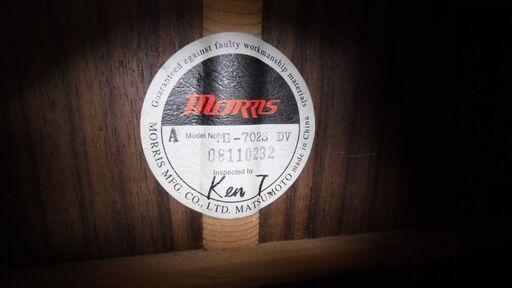 Guaranteed against faulty workmanship materials
MORRIS
A Model No. -702S DV
08110232
Inspected by
Ken T.
MORRIS MFG. CO., LTD. MATSUMOTO made in China